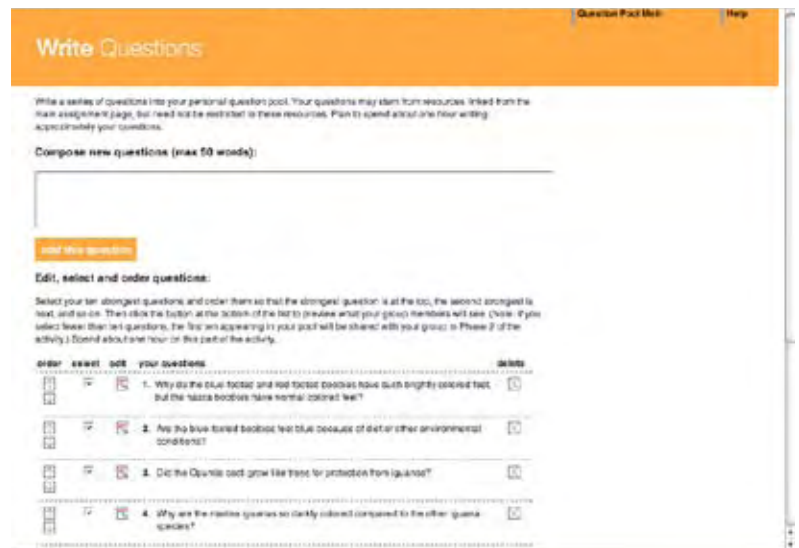 Question Pool Main Help
Write Questions
Write a series of questions into your personal question pool. Your questions may stem from resources linked from the
main assignment page, but need not be restricted to these resources. Plan to spend about one hour writing
approximately your questions.
Compose new questions (max 50 words):
add this question
Edit, select and order questions:
Select your ten strongest questions and order them so that the strongest question is at the top, the second strongest is
next, and so on. Then click the button at the bottom of the list to preview what your group members will see. (Note: if you
select fewer than ten questions, the first ten appearing in your pool will be shared with your group in Phase 2 of the
activity.) Spend about one hour on this part of the activity.
order select edit your questions delete
1. Why do the blue footed and red footed boobies have such brightly colored feet,
but the nazca boobies have normal colored feet?
2. Are the blue footed boobies feet blue because of diet or other environmental
conditions?
3. Did the Opuntia cacti grow like trees for protection from iguanas?
4. Why are the marine iguanas so darkly colored compared to the other iguana
species?